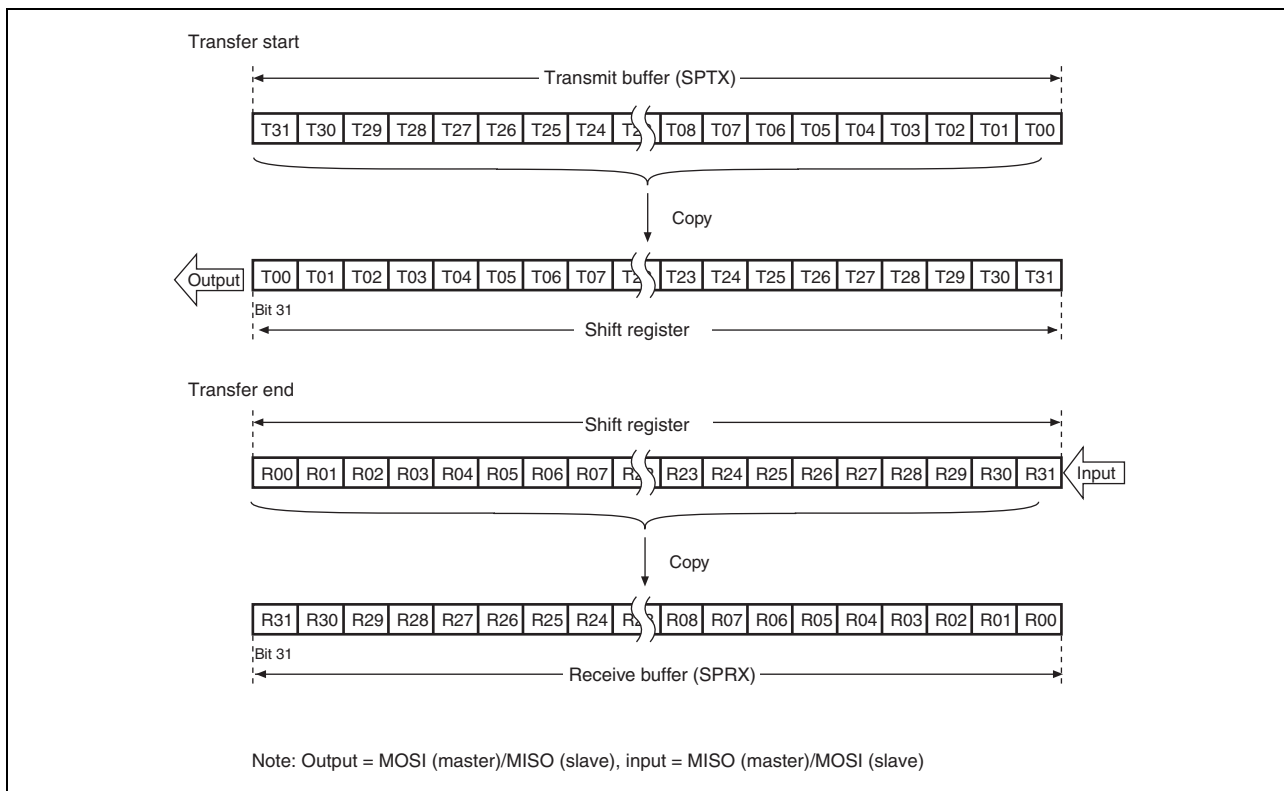 Transfer start
Transmit buffer (SPTX)
T31 T30 T29 T28 T27 T26 T25 T24 T08 T07 T06 T05 T04 T03 T02 T01 T00
Copy
Output T00 T01 T02 T03 T04 T05 T06 T07 T23 T24 T25 T26 T27 T28 T29 T30 T31
Bit 31
Shift register
Transfer end
Shift register
R00 R01 R02 R03 R04 R05 R06 R07 R23 R24 R25 R26 R27 R28 R29 R30 R31 Input
Copy
R31 R30 R29 R28 R27 R26 R25 R24 R08 R07 R06 R05 R04 R03 R02 R01 R00
Bit 31
Receive buffer (SPRX)
Note: Output = MOSI (master)/MISO (slave), input = MISO (master)/MOSI (slave)